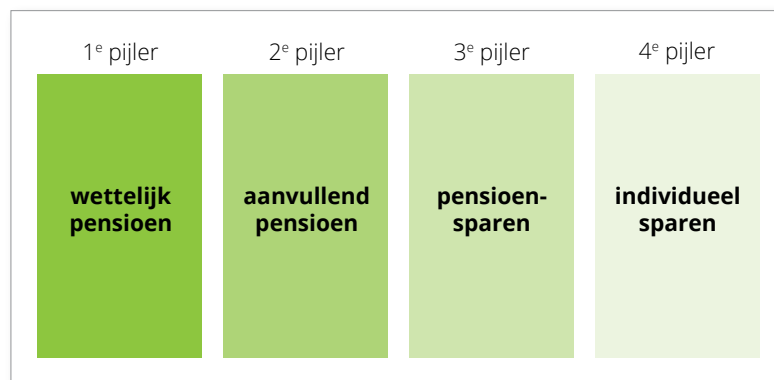 1e pijler
2e pijler
3e pijler
4e pijler
wettelijk
pensioen
aanvullend
pensioen
pensioen-
sparen
individueel
sparen